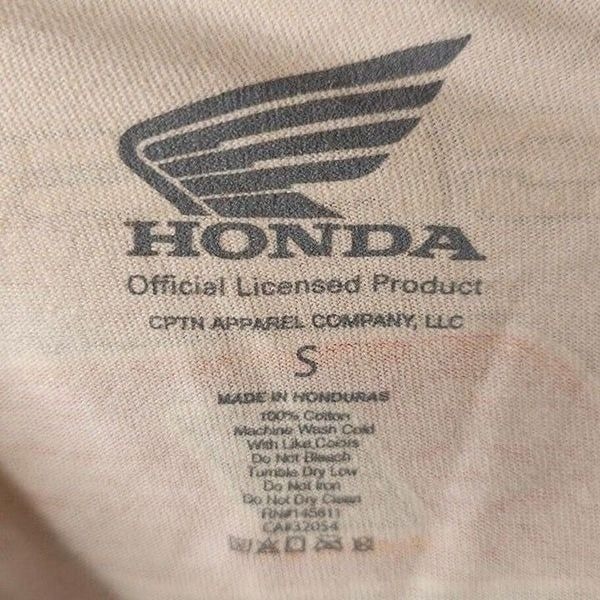 HONDA
Official Licensed Product
CPTN APPAREL COMPANY, LLC
S
MADE IN HONDURAS
100% Cotton
Machine Wash Cold
With Like Colors
Do Not Bleach
Tumble Dry Low
Do Not Iron
Do Not Dry Clean
RN#145611
CA#32054